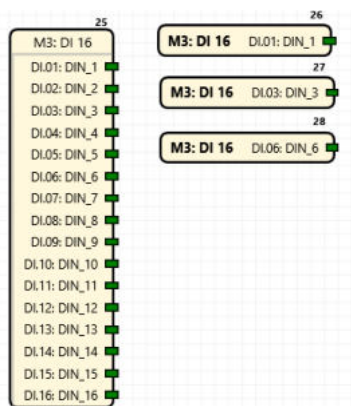 25
M3: DI 16
DI.01: DIN_1
DI.02: DIN_2
DI.03: DIN_3
DI.04: DIN_4
DI.05: DIN_5
DI.06: DIN_6
DI.07: DIN_7
DI.08: DIN_8
DI.09: DIN_9
DI.10: DIN_10
DI.11: DIN_11
DI.12: DIN_12
DI.13: DIN_13
DI.14: DIN_14
DI.15: DIN_15
DI.16: DIN_16
26
M3: DI 16 DI.01: DIN_1
27
M3: DI 16 DI.03: DIN_3
28
M3: DI 16 DI.06: DIN_6